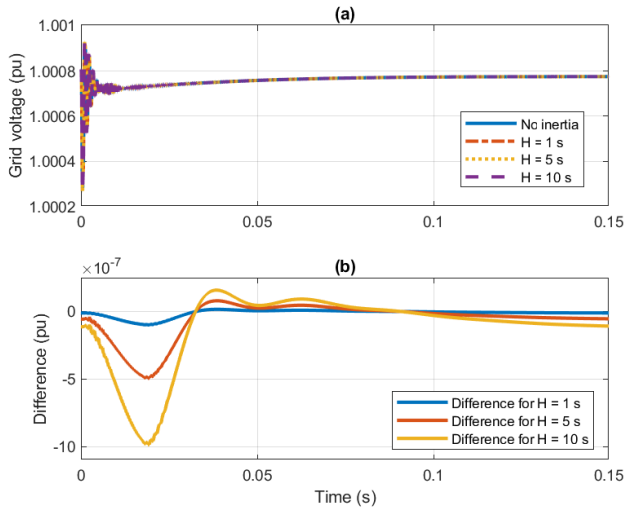 (a)
1.001
1.0008
1.0006
1.0004
1.0002
Grid voltage (pu)
No inertia
H = 1 s
H = 5 s
H = 10 s
0
0.05
0.1
0.15
(b)
×10⁻⁷
0
-5
-10
Difference (pu)
Difference for H = 1 s
Difference for H = 5 s
Difference for H = 10 s
0
0.05
0.1
0.15
Time (s)